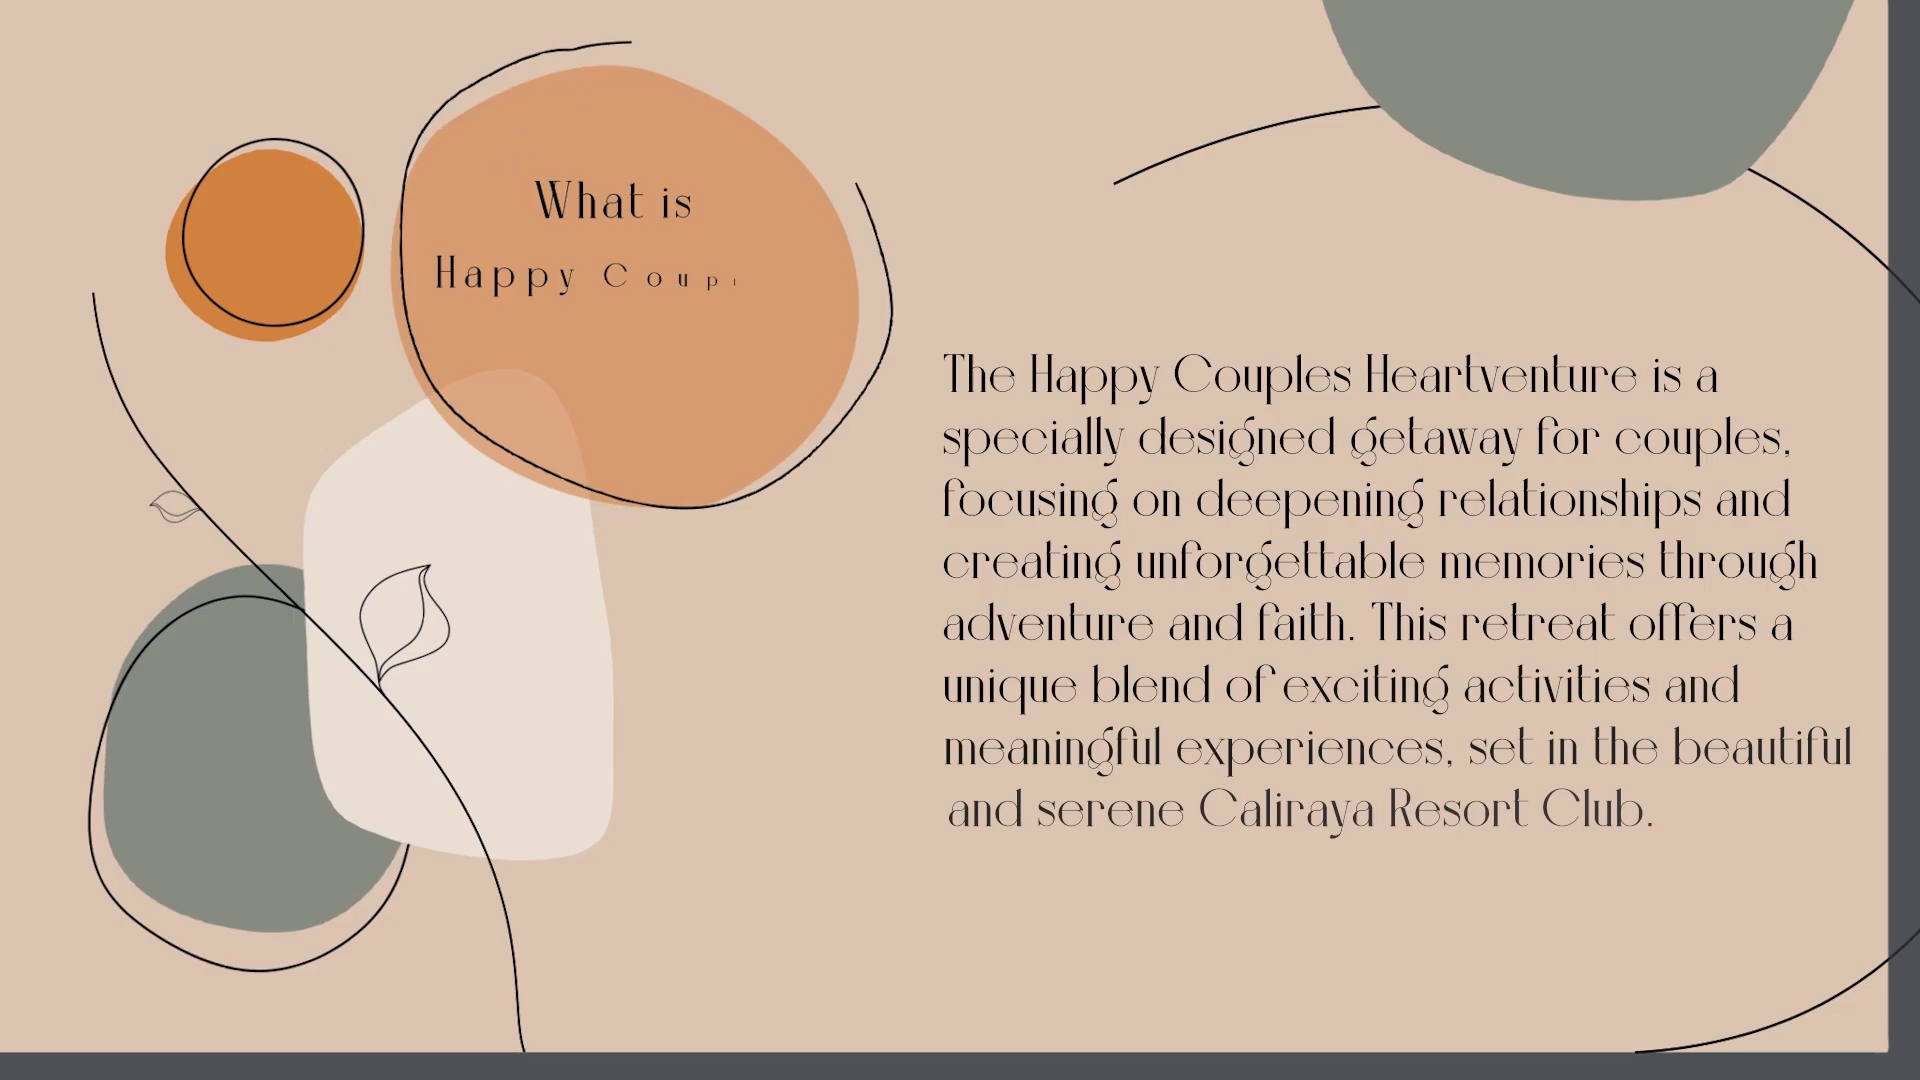 What is
Happy Coup
The Happy Couples Heartventure is a
specially designed getaway for couples,
focusing on deepening relationships and
creating unforgettable memories through
adventure and faith. This retreat offers a
unique blend of exciting activities and
meaningful experiences, set in the beautiful
and serene Caliraya Resort Club.